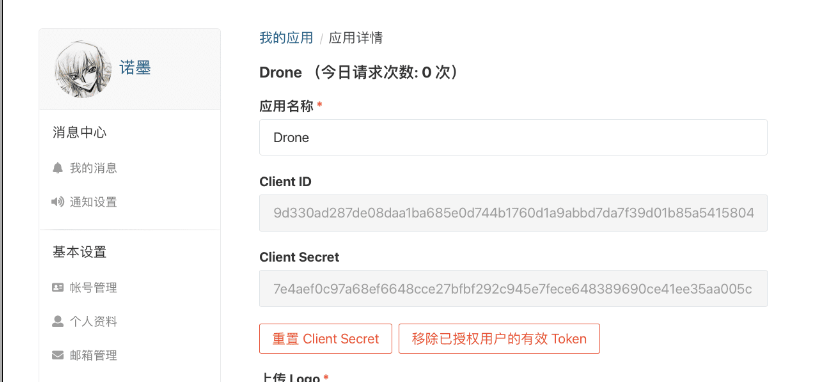 诺墨
消息中心
我的消息
通知设置
基本设置
帐号管理
个人资料
邮箱管理
我的应用 / 应用详情
Drone （今日请求次数: 0 次）
应用名称 *
Drone
Client ID
9d330ad287de08daa1ba685e0d744b1760d1a9abbd7da7f39d01b85a5415804
Client Secret
7e4aef0c97a68ef6648cce27bfbf292c945e7fece648389690ce41ee35aa005c
重置 Client Secret
移除已授权用户的有效 Token
上传 Logo *